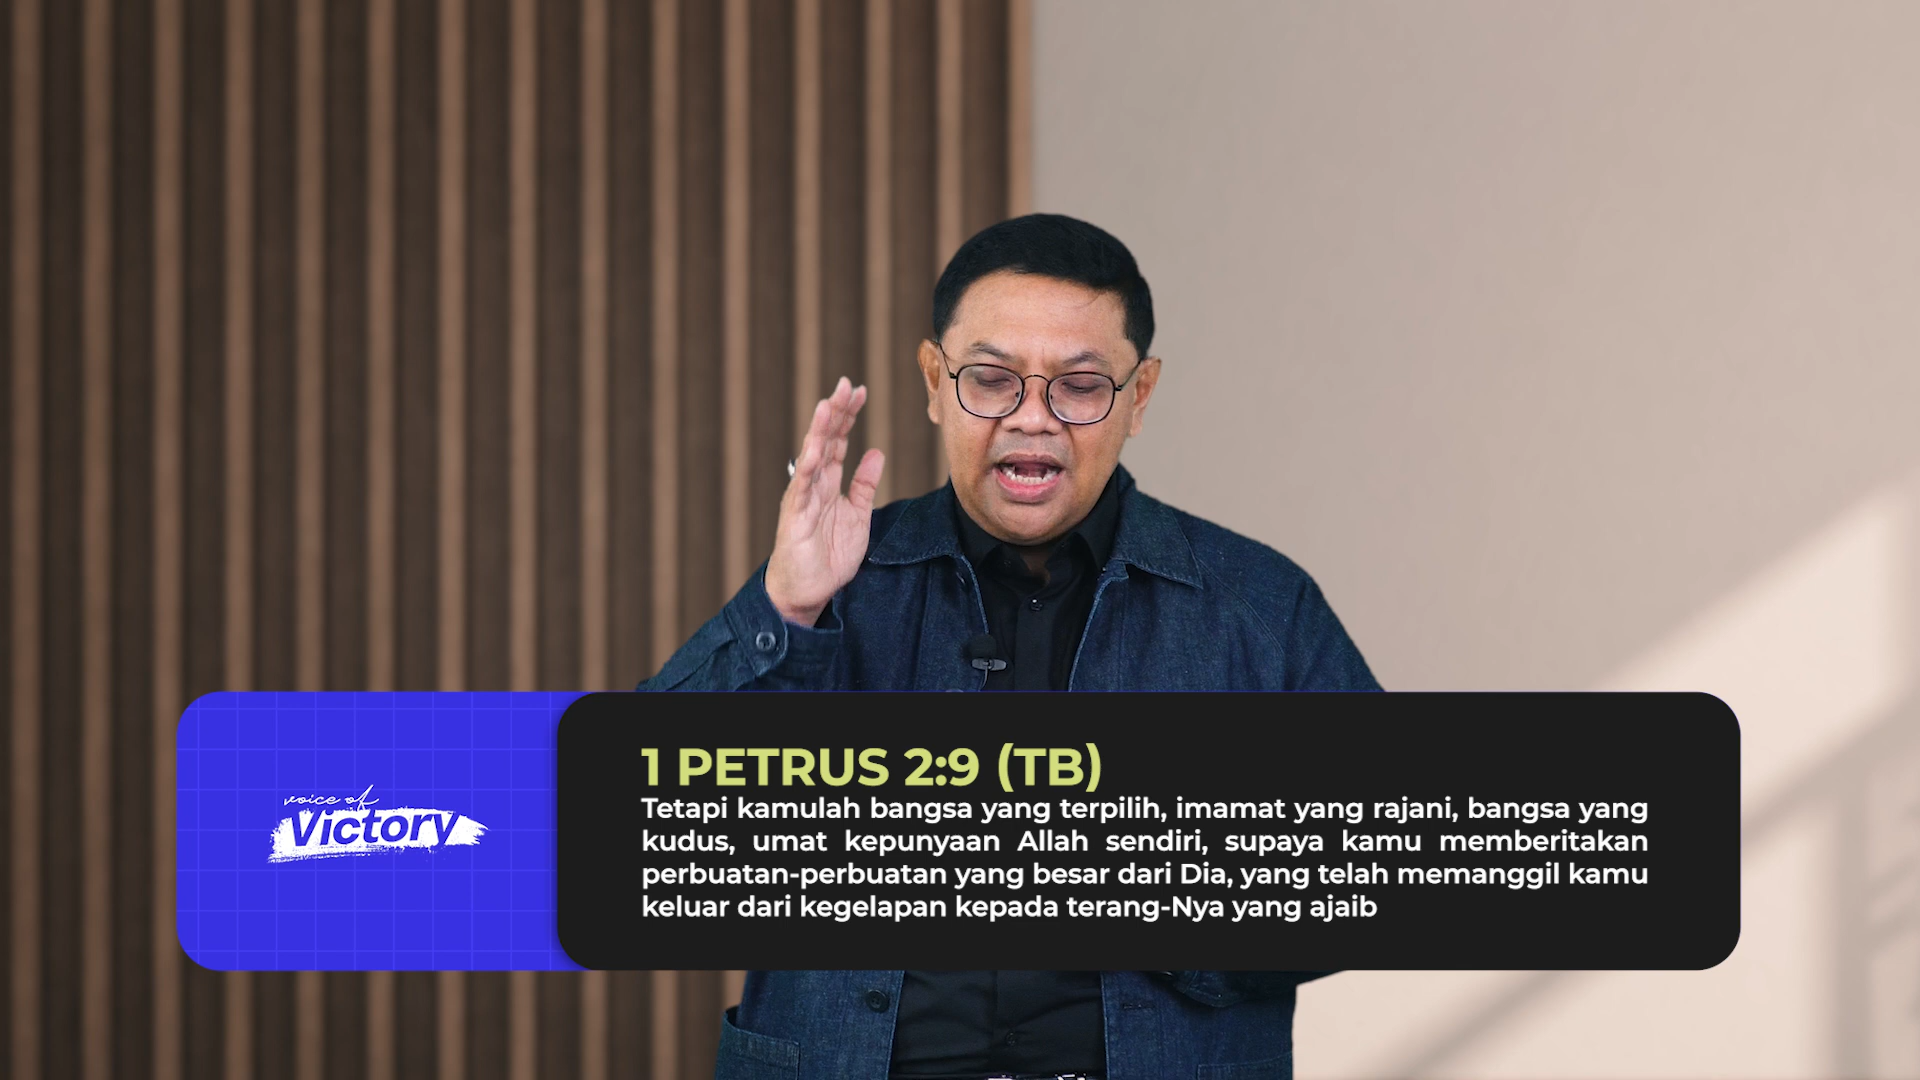 voice of
Victory
1 PETRUS 2:9 (TB)
Tetapi kamulah bangsa yang terpilih, imamat yang rajani, bangsa yang
kudus, umat kepunyaan Allah sendiri, supaya kamu memberitakan
perbuatan-perbuatan yang besar dari Dia, yang telah memanggil kamu
keluar dari kegelapan kepada terang-Nya yang ajaib